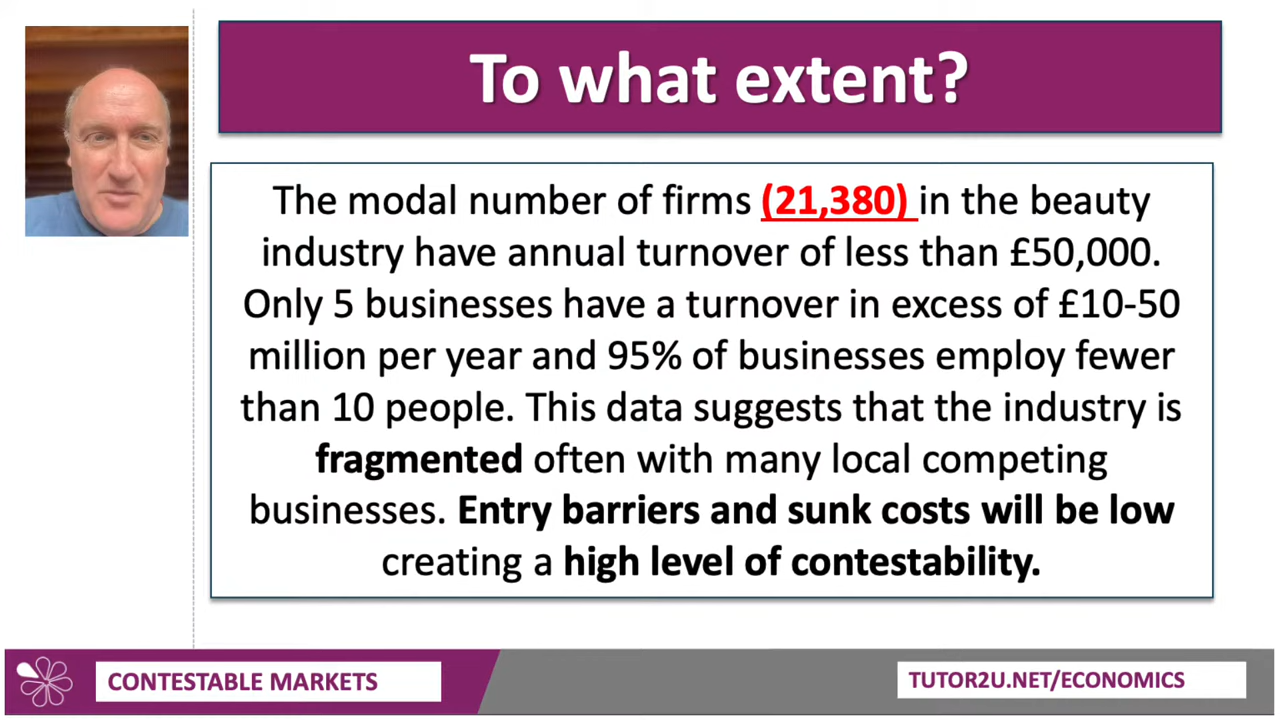 To what extent?
The modal number of firms (21,380) in the beauty
industry have annual turnover of less than £50,000.
Only 5 businesses have a turnover in excess of £10-50
million per year and 95% of businesses employ fewer
than 10 people. This data suggests that the industry is
fragmented often with many local competing
businesses. Entry barriers and sunk costs will be low
creating a high level of contestability.
CONTESTABLE MARKETS
TUTOR2U.NET/ECONOMICS